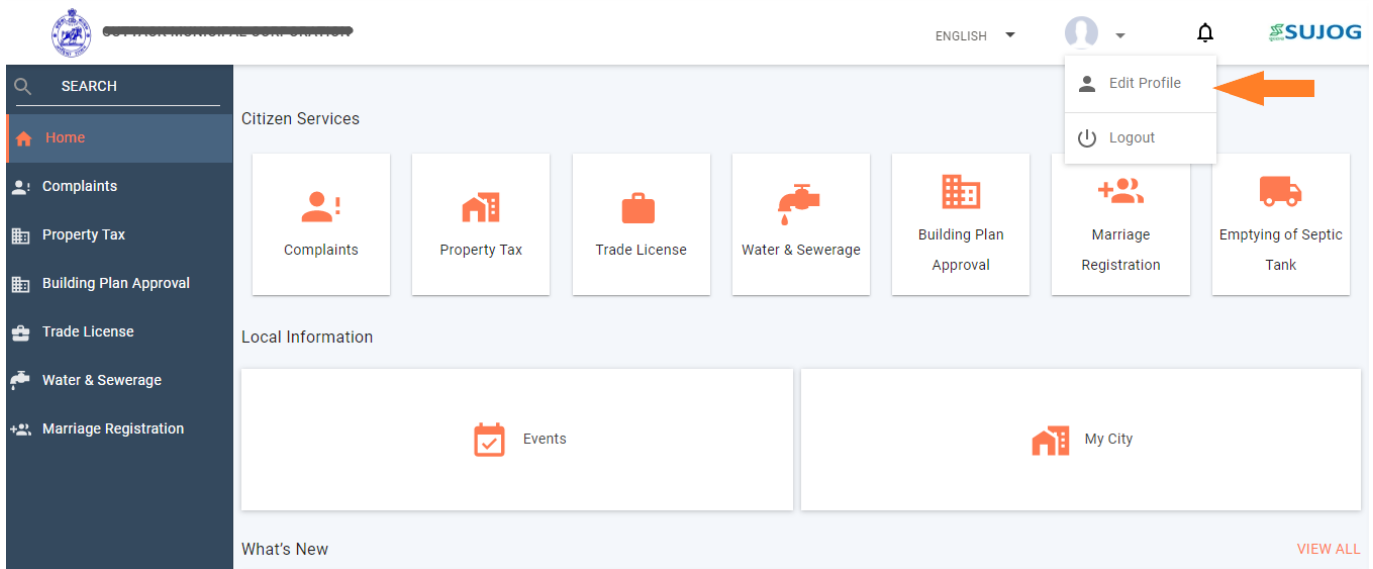 ENGLISH
SUJOG
SEARCH
Home
Complaints
Property Tax
Building Plan Approval
Trade License
Water & Sewerage
Marriage Registration
Edit Profile
Logout
Citizen Services
Complaints
Property Tax
Trade License
Water & Sewerage
Building Plan
Approval
Marriage
Registration
Emptying of Septic
Tank
Local Information
Events
My City
What's New
VIEW ALL